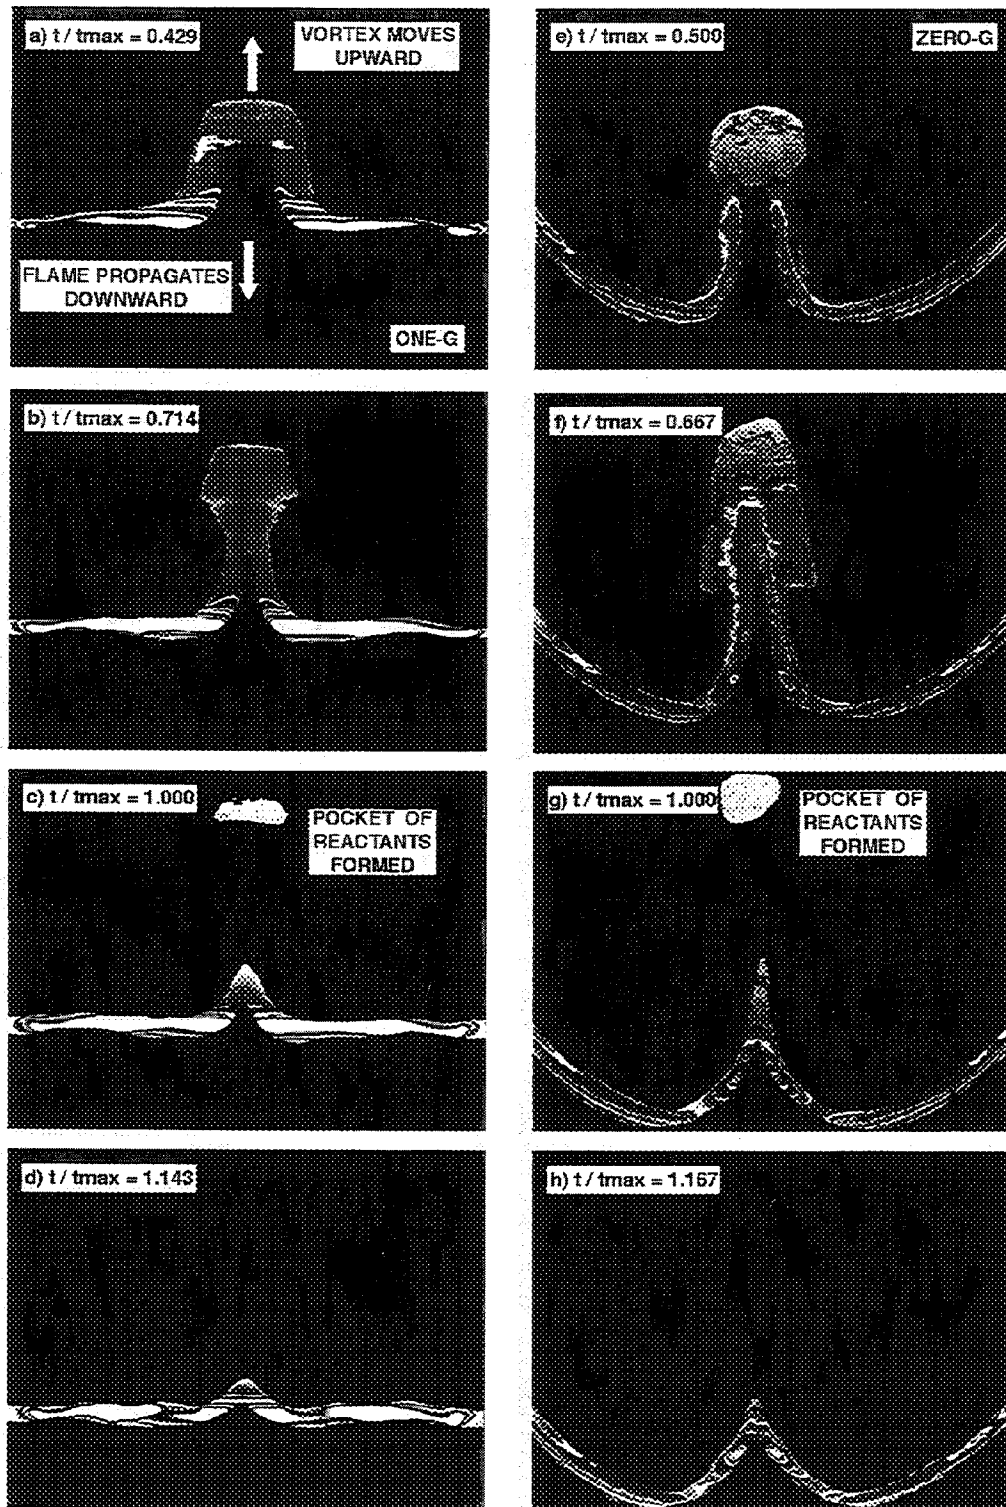 a) t / tmax = 0.429
VORTEX MOVES
UPWARD
FLAME PROPAGATES
DOWNWARD
ONE-G
b) t / tmax = 0.714
c) t / tmax = 1.000
POCKET OF
REACTANTS
FORMED
d) t / tmax = 1.143
e) t / tmax = 0.500
ZERO-G
f) t / tmax = 0.667
g) t / tmax = 1.000
POCKET OF
REACTANTS
FORMED
h) t / tmax = 1.167